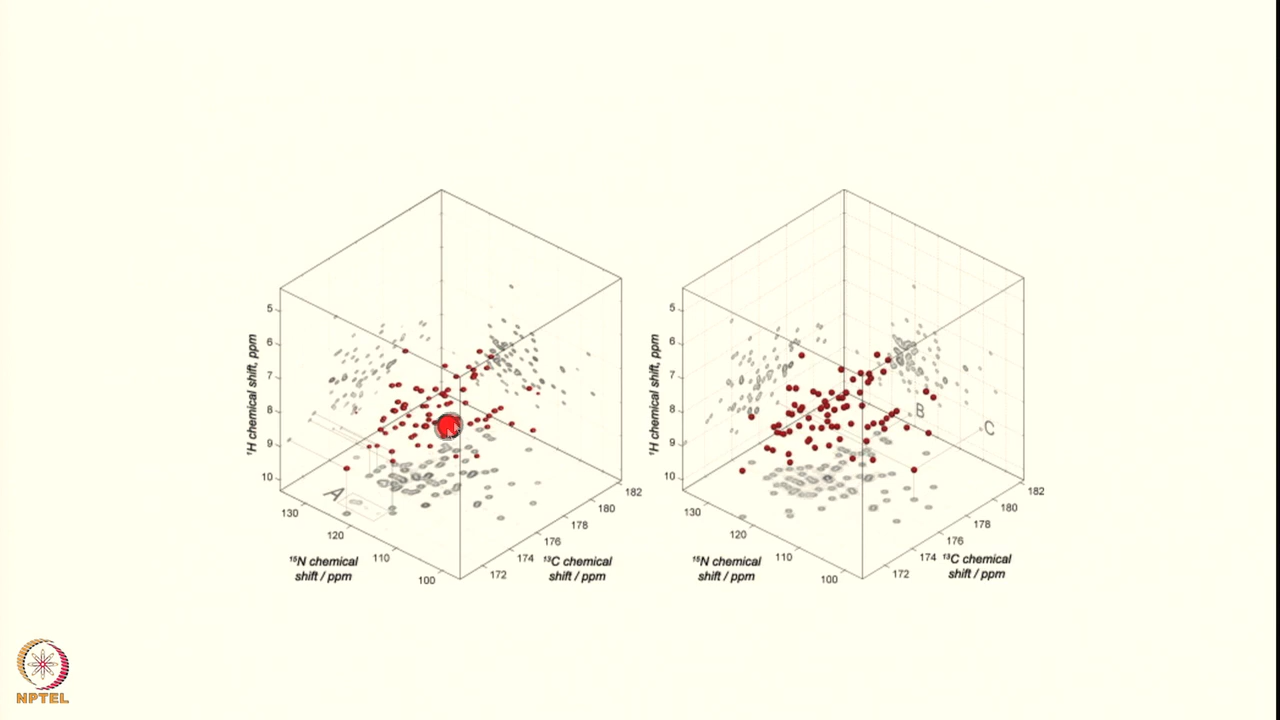 5
6
7
8
9
10
¹H chemical shift, ppm
A
130
120
110
100
¹⁵N chemical
shift / ppm
172
174
176
178
180
182
¹³C chemical
shift / ppm
5
6
7
8
9
10
¹H chemical shift, ppm
B
C
130
120
110
100
¹⁵N chemical
shift / ppm
172
174
176
178
180
182
¹³C chemical
shift / ppm
NPTEL